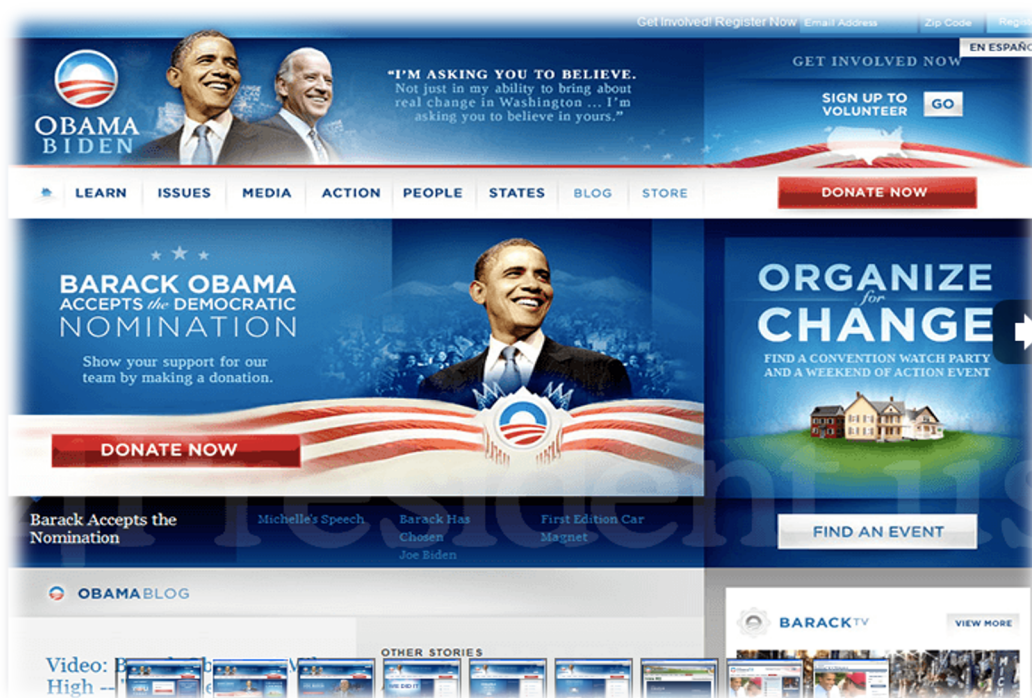 Get Involved! Register Now Email Address Zip Code
EN ESPAÑO
OBAMA
BIDEN
“I’M ASKING YOU TO BELIEVE.
Not just in my ability to bring about
real change in Washington ... I’m
asking you to believe in yours.”
GET INVOLVED NOW
SIGN UP TO
VOLUNTEER
GO
LEARN ISSUES MEDIA ACTION PEOPLE STATES BLOG STORE
DONATE NOW
BARACK OBAMA
ACCEPTS the DEMOCRATIC
NOMINATION
Show your support for our
team by making a donation.
DONATE NOW
ORGANIZE
for
CHANGE
FIND A CONVENTION WATCH PARTY
AND A WEEKEND OF ACTION EVENT
FIND AN EVENT
Barack Accepts the
Nomination
Michelle's Speech
Barack Has
Chosen
Joe Biden
First Edition Car
Magnet
OBAMABLOG
BARACKTV
VIEW MORE
OTHER STORIES
Video:
High --